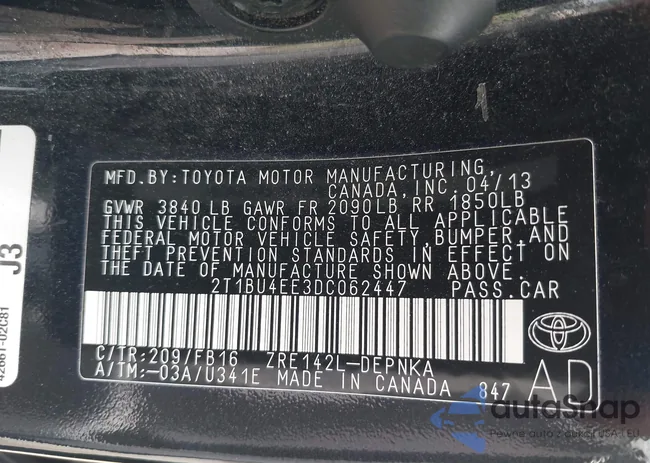 MFD.BY:TOYOTA MOTOR MANUFACTURING,
CANADA,INC.04/13
GVWR 3840LB GAWR FR 2090LB RR 1850LB
THIS VEHICLE CONFORMS TO ALL APPLICABLE
FEDERAL MOTOR VEHICLE SAFETY,BUMPER,AND
THEFT PREVENTION STANDARDS IN EFFECT ON
THE DATE OF MANUFACTURE SHOWN ABOVE.
2T1BU4EE3DC062447 PASS.CAR
C/TR:209/FB16 ZRE142L-DEPNKA
A/TM:-03A/U341E MADE IN CANADA 847
AD
J3
42661-02C81
autoSnap